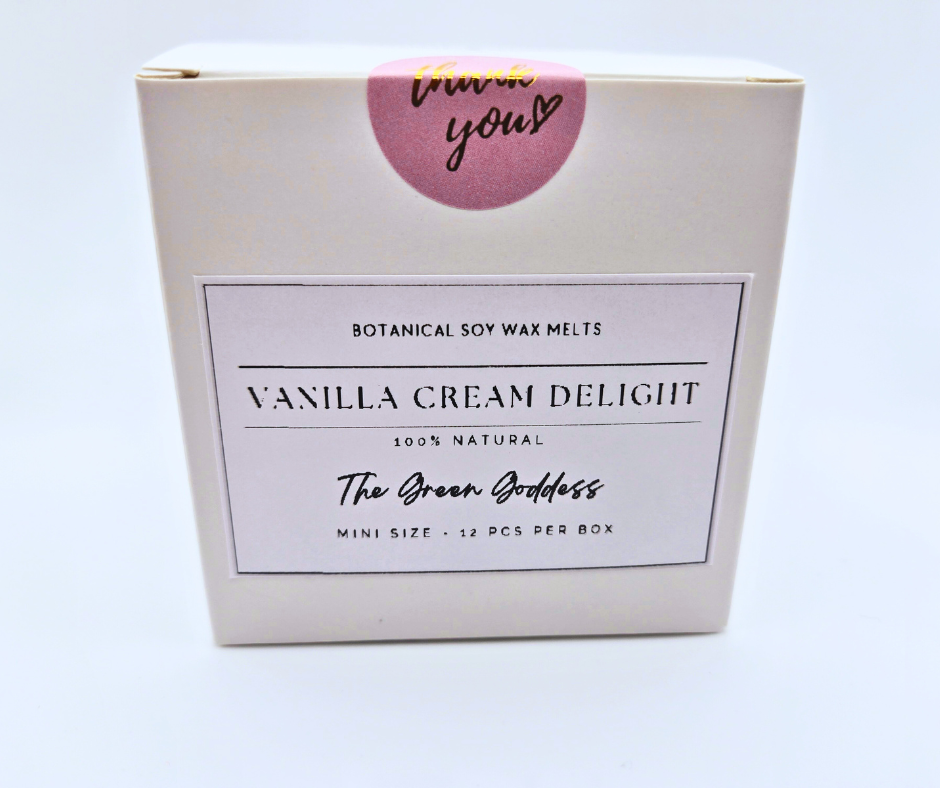 thank
you
BOTANICAL SOY WAX MELTS
VANILLA CREAM DELIGHT
100% NATURAL
The Green Goddess
MINI SIZE - 12 PCS PER BOX